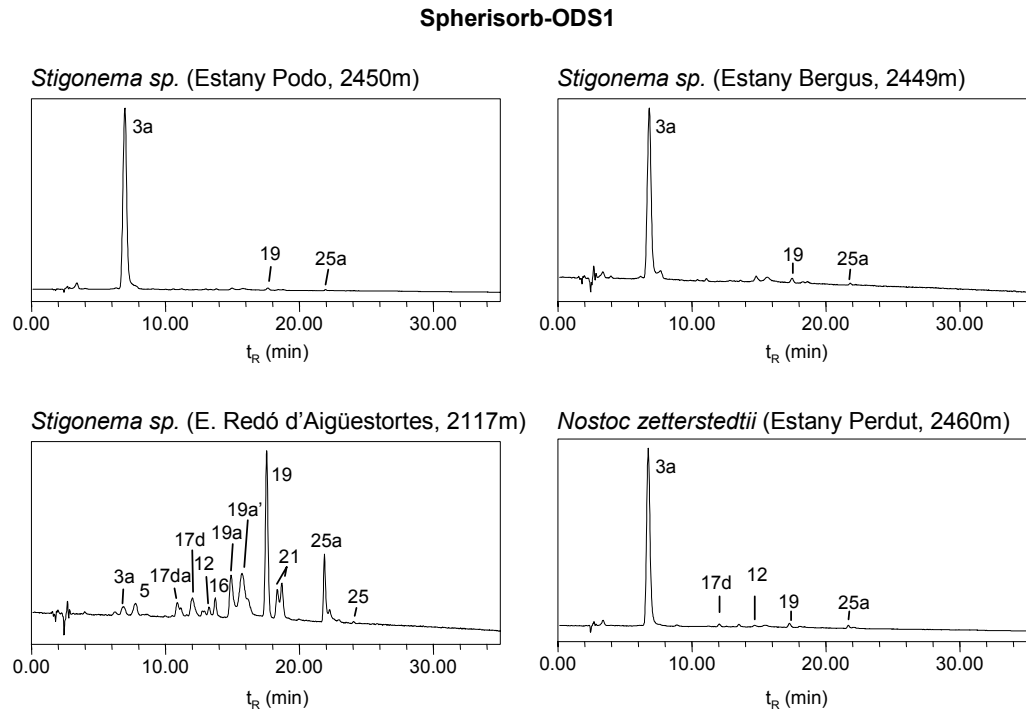 Spherisorb-ODS1
Stigonema sp. (Estany Podo, 2450m)
3a
19
25a
0.00 10.00 20.00 30.00
tR (min)
Stigonema sp. (Estany Bergus, 2449m)
3a
19
25a
0.00 10.00 20.00 30.00
tR (min)
Stigonema sp. (E. Redó d'Aigüestortes, 2117m)
3a
5
17da
17d
12
16
19a
19a'
19
21
25a
25
0.00 10.00 20.00 30.00
tR (min)
Nostoc zetterstedtii (Estany Perdut, 2460m)
3a
17d
12
19
25a
0.00 10.00 20.00 30.00
tR (min)